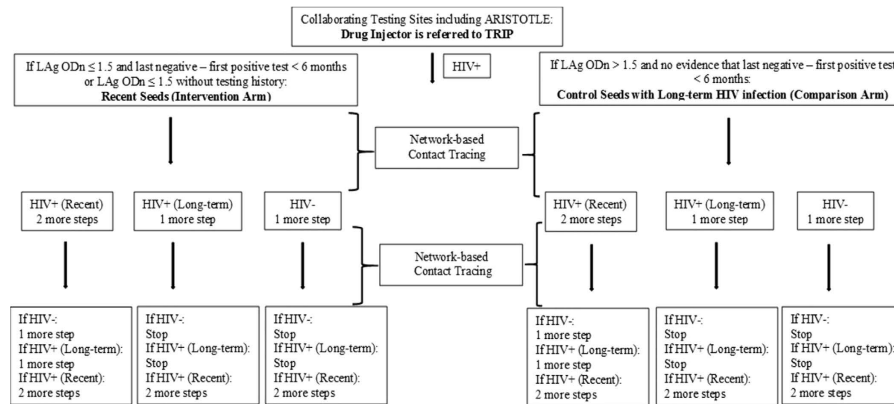 Collaborating Testing Sites including ARISTOTLE:
Drug Injector is referred to TRIP
HIV+
If LAg ODn ≤ 1.5 and last negative – first positive test < 6 months
or LAg ODn ≤ 1.5 without testing history:
Recent Seeds (Intervention Arm)
If LAg ODn > 1.5 and no evidence that last negative – first positive test
< 6 months:
Control Seeds with Long-term HIV infection (Comparison Arm)
Network-based
Contact Tracing
HIV+ (Recent)
2 more steps
HIV+ (Long-term)
1 more step
HIV-
1 more step
HIV+ (Recent)
2 more steps
HIV+ (Long-term)
1 more step
HIV-
1 more step
Network-based
Contact Tracing
If HIV-:
1 more step
If HIV+ (Long-term):
1 more step
If HIV+ (Recent):
2 more steps
If HIV-:
Stop
If HIV+ (Long-term):
Stop
If HIV+ (Recent):
2 more steps
If HIV-:
Stop
If HIV+ (Long-term):
Stop
If HIV+ (Recent):
2 more steps
If HIV-:
1 more step
If HIV+ (Long-term):
1 more step
If HIV+ (Recent):
2 more steps
If HIV-:
Stop
If HIV+ (Long-term):
Stop
If HIV+ (Recent):
2 more steps
If HIV-:
Stop
If HIV+ (Long-term):
Stop
If HIV+ (Recent):
2 more steps